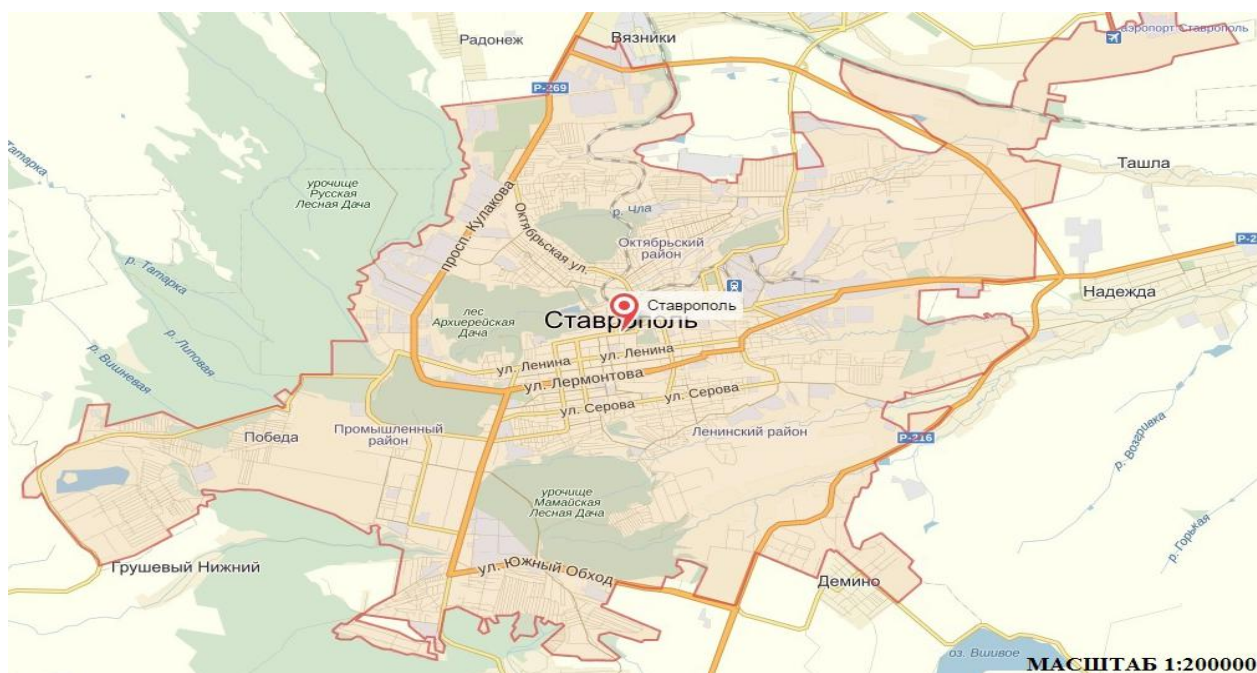 аэропорт Ставрополь
Радонеж
Вязники
Р-269
Татарка
Ташла
урочище
Русская
Лесная Дача
просп. Кулакова
Октябрьская ул.
р. Чла
Октябрьский
район
Р-2
р. Татарка
Надежда
Ставрополь
лес
Архиерейская
Дача
Ставрополь
р. Липовая
р. Вишневая
ул. Ленина
ул. Ленина
ул. Лермонтова
ул. Серова
ул. Серова
Победа
Промышленный
район
Ленинский район
Р-216
р. Возгривка
урочище
Мамайская
Лесная Дача
р. Горькая
Грушевый Нижний
ул. Южный Обход
Демино
оз. Вшивое
МАСШТАБ 1:200000